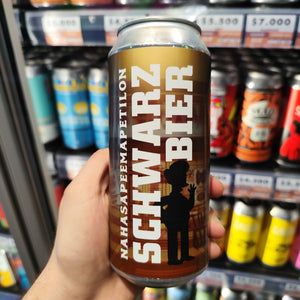 NAHASAPEEMAPETILON
SCHWARZ
BIER
$7.000